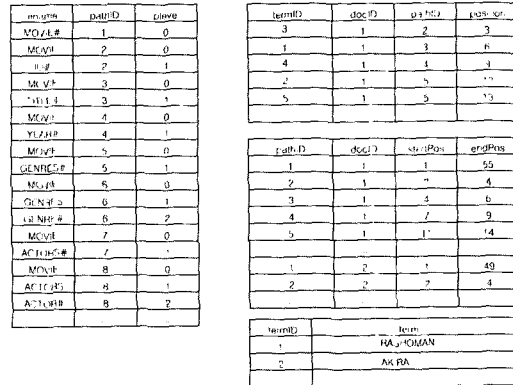 pathID
MOVIE# 1 0
MOVIE 2 0
2 1
MOVIE 3 0
3 1
MOVIE 4 0
YEAR# 4 1
MOVIE 5 0
GENRES# 5 1
MOVIE 6 0
GENRES 6 1
GENRE# 6 2
MOVIE 7 0
ACTORS# 7 1
MOVIE 8 0
ACTORS 8 1
ACTOR# 8 2
termID docID pathID position
3 1 2 3
1 1 3 6
4 1 4 9
2 1 5
5 1 5 13
pathID docID startPos endPos
1 1 1 55
2 1 4
3 1 4 6
4 1 7 9
5 1 14
1 2 1 49
2 2 4
termID term
1
2